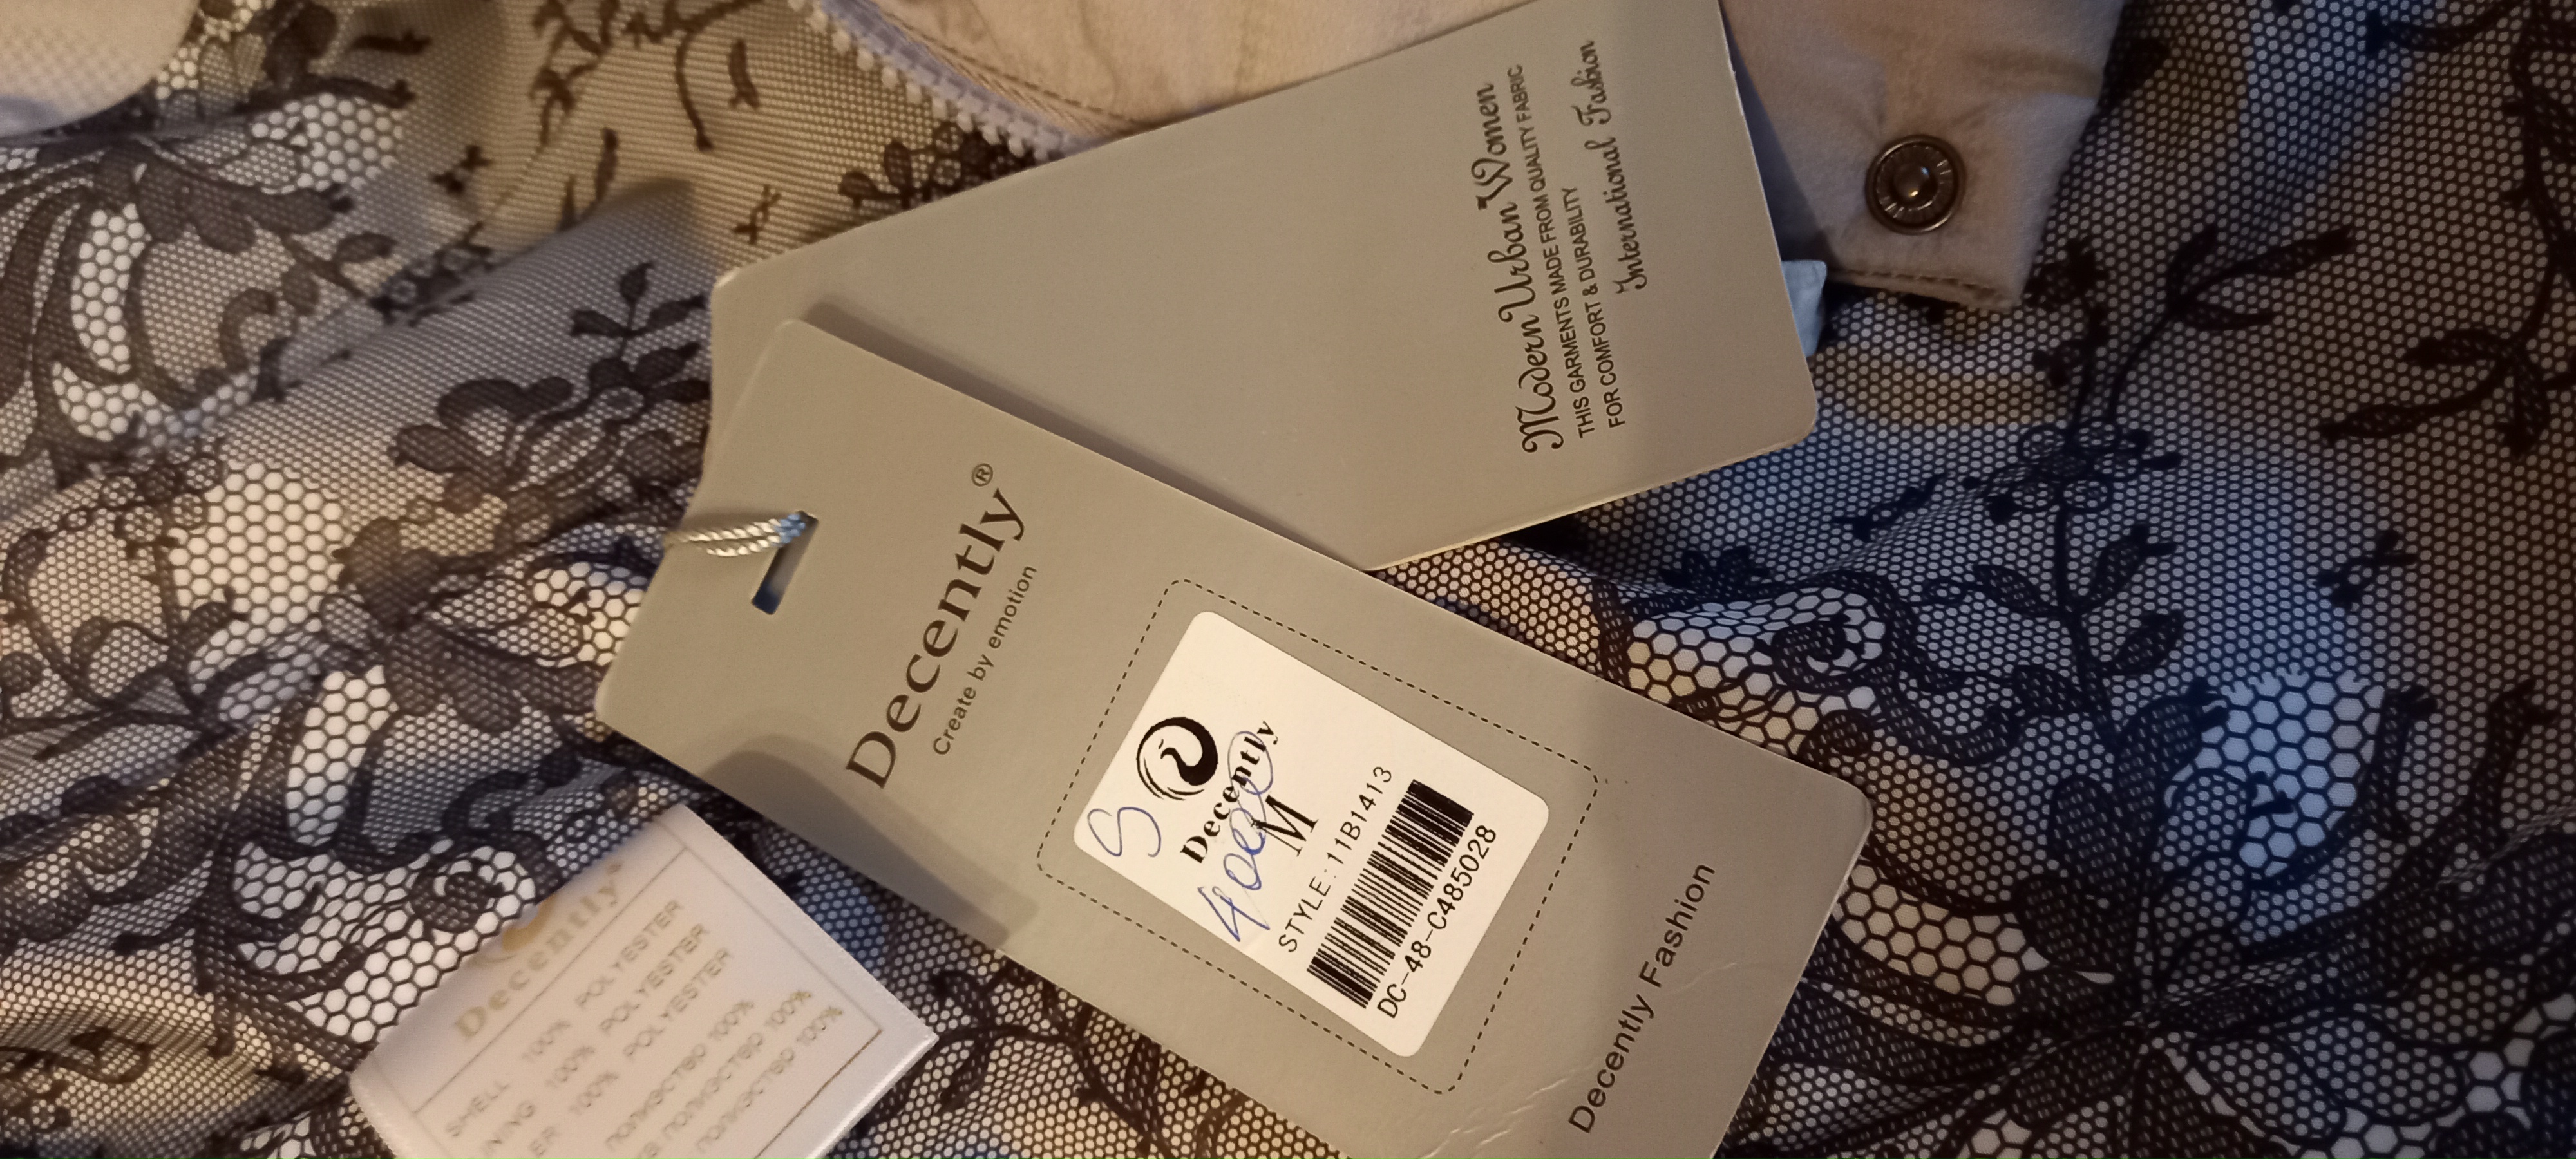 Modern Urban Women
THIS GARMENTS MADE FROM QUALITY FABRIC
FOR COMFORT & DURABILITY
International Fashion
Decently®
Create by emotion
S
Decently
M
STYLE:11B1413
DC-48-C485028
Decently Fashion
Decently®
SHELL 100% POLYESTER
NING 100% POLYESTER
ER 100% POLYESTER
полиэстер 100%
полиэстер 100%
полиэстер 100%